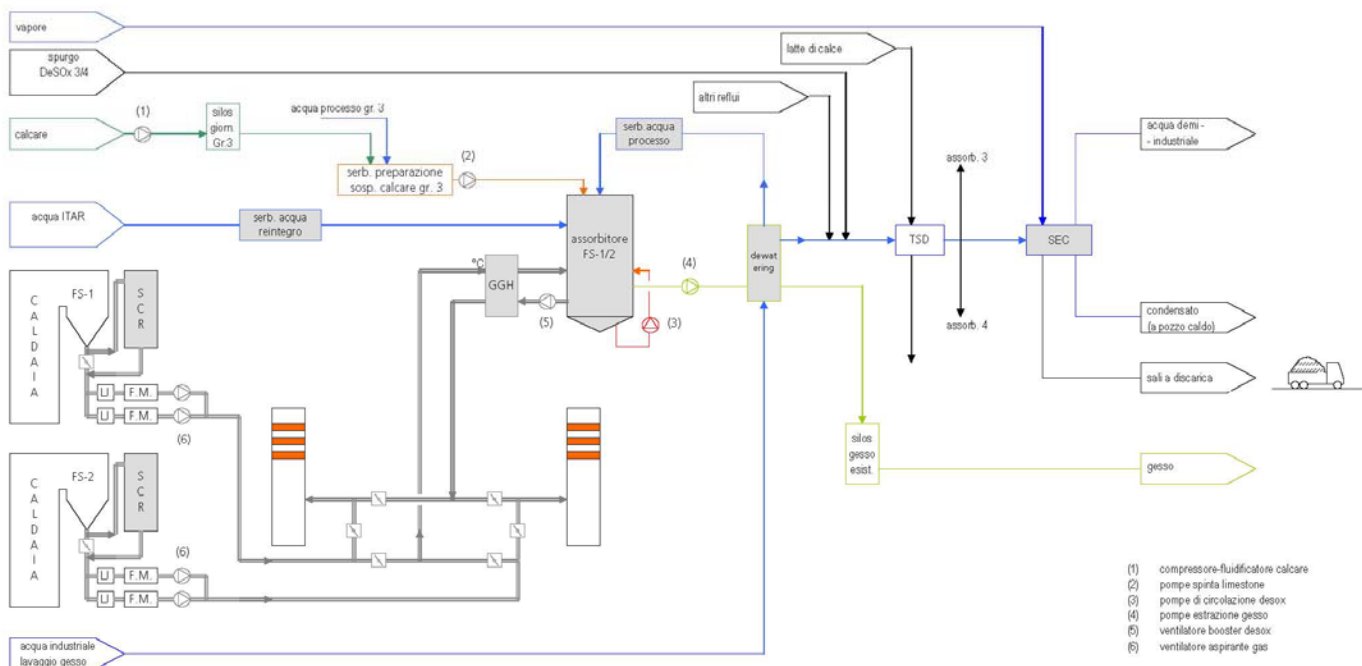 vapore
spurgo
DeSOx 3/4
latte di calce
altri reflui
(1)
silos
giorn.
Gr.3
acqua processo gr. 3
calcare
serb.acqua
processo
acqua demi -
- industriale
(2)
serb. preparazione
sosp. calcare gr. 3
assorb. 3
acqua ITAR
serb. acqua
reintegro
assorbitore
FS-1/2
TSD
SEC
dewat
ering
°C
GGH
(4)
(5)
(3)
assorb. 4
condensato
(a pozzo caldo)
FS-1
SCR
CALDAIA
LJ
F.M.
LJ
F.M.
(6)
sali a discarica
silos
gesso
esist.
gesso
FS-2
SCR
CALDAIA
(6)
LJ
F.M.
LJ
F.M.
acqua industriale
lavaggio gesso
(1) compressore-fluidificatore calcare
(2) pompe spinta limestone
(3) pompe di circolazione desox
(4) pompe estrazione gesso
(5) ventilatore booster desox
(6) ventilatore aspirante gas